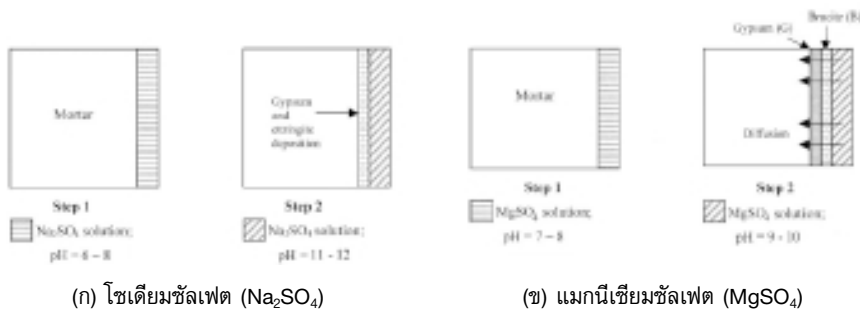 Brucite (B)
Gypsum (G)
Mortar
Gypsum
and
ettringite
deposition
Mortar
Diffusion
Step 1
Na₂SO₄ solution;
pH = 6 – 8
Step 2
Na₂SO₄ solution;
pH = 11 - 12
Step 1
MgSO₄ solution;
pH = 7 – 8
Step 2
MgSO₄ solution;
pH = 9 - 10
(ก) โซเดียมซัลเฟต (Na₂SO₄)
(ข) แมกนีเซียมซัลเฟต (MgSO₄)